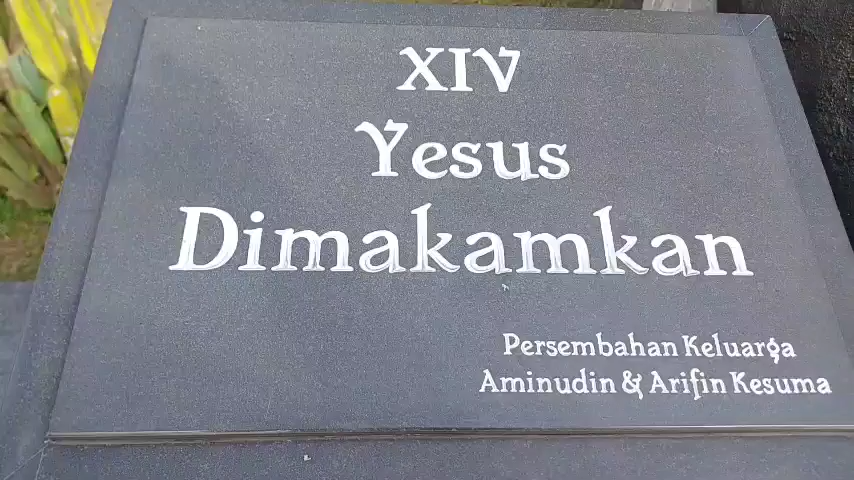 XIV
Yesus
Dimakamkan
Persembahan Keluarga
Aminudin & Arifin Kesuma